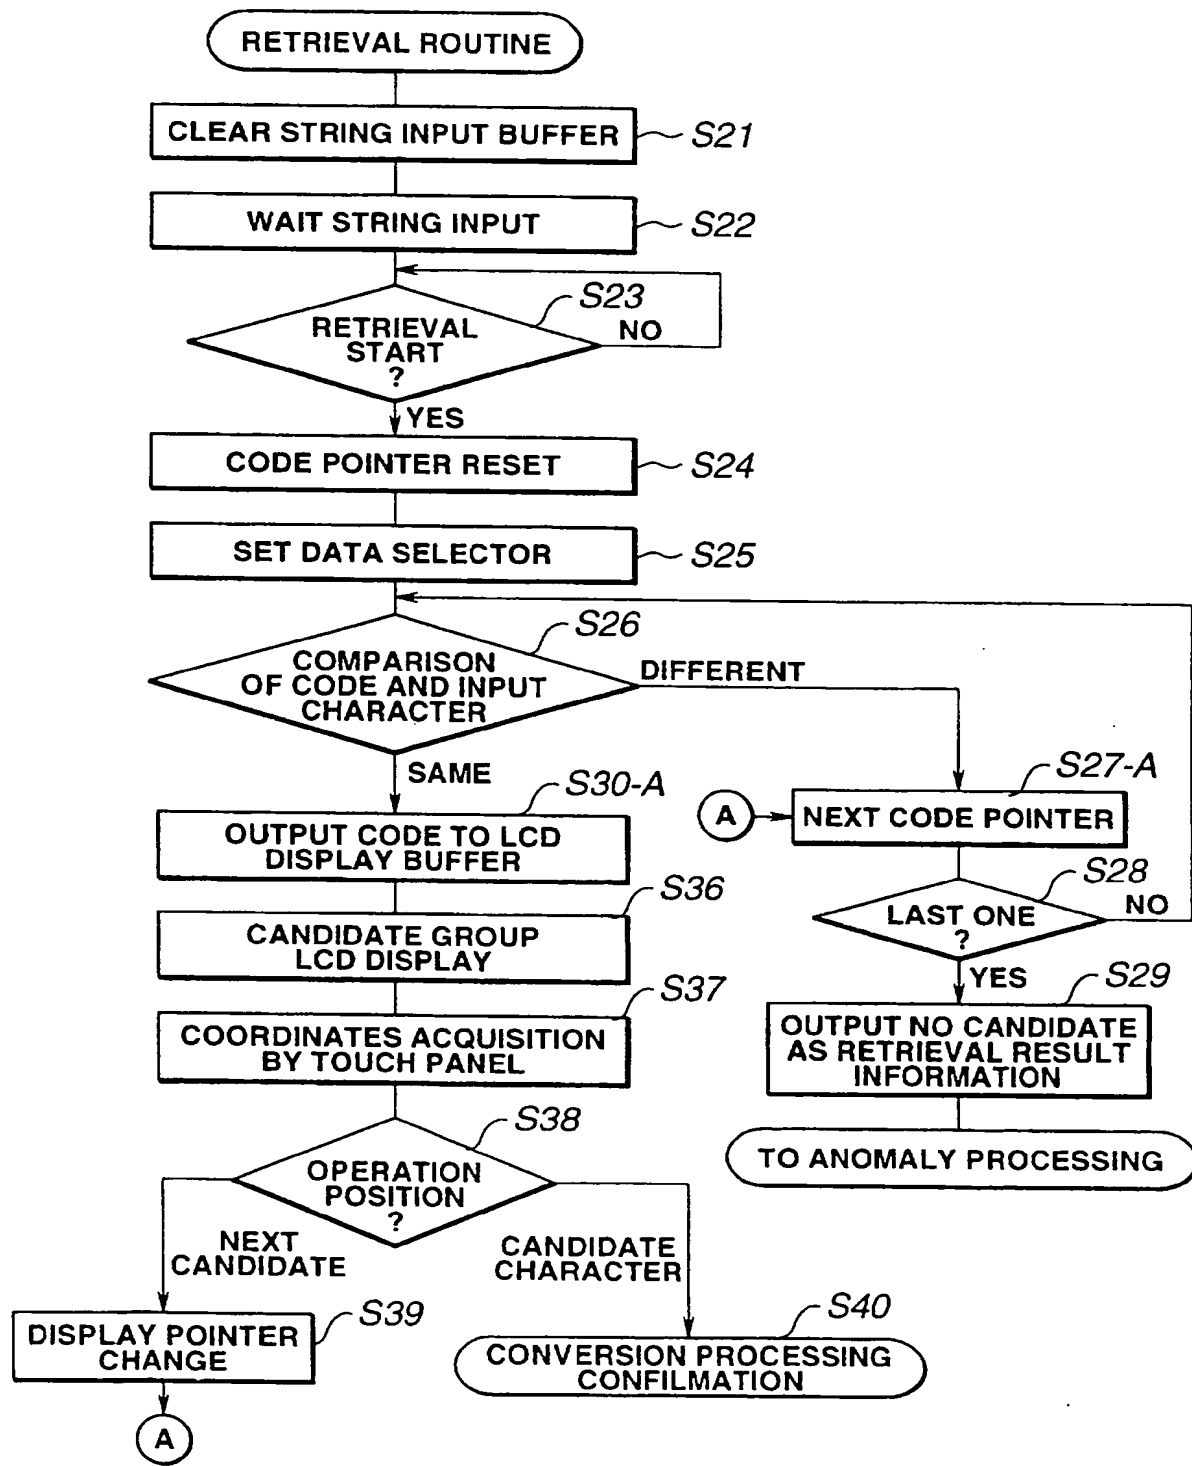 RETRIEVAL ROUTINE
CLEAR STRING INPUT BUFFER
S21
WAIT STRING INPUT
S22
S23
RETRIEVAL
START
?
NO
YES
CODE POINTER RESET
S24
SET DATA SELECTOR
S25
S26
COMPARISON
OF CODE AND INPUT
CHARACTER
DIFFERENT
SAME
S30-A
OUTPUT CODE TO LCD
DISPLAY BUFFER
S36
CANDIDATE GROUP
LCD DISPLAY
S37
COORDINATES ACQUISITION
BY TOUCH PANEL
S38
OPERATION
POSITION
?
NEXT
CANDIDATE
CANDIDATE
CHARACTER
S39
DISPLAY POINTER
CHANGE
A
S40
CONVERSION PROCESSING
CONFILMATION
S27-A
A
NEXT CODE POINTER
S28
LAST ONE
?
NO
YES
S29
OUTPUT NO CANDIDATE
AS RETRIEVAL RESULT
INFORMATION
TO ANOMALY PROCESSING